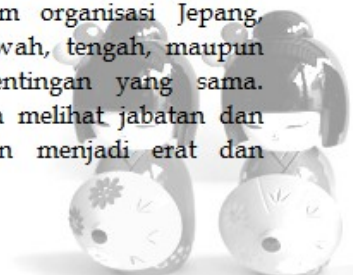 m organisasi Jepang,
wah, tengah, maupun
entingan yang sama.
melihat jabatan dan
n menjadi erat dan